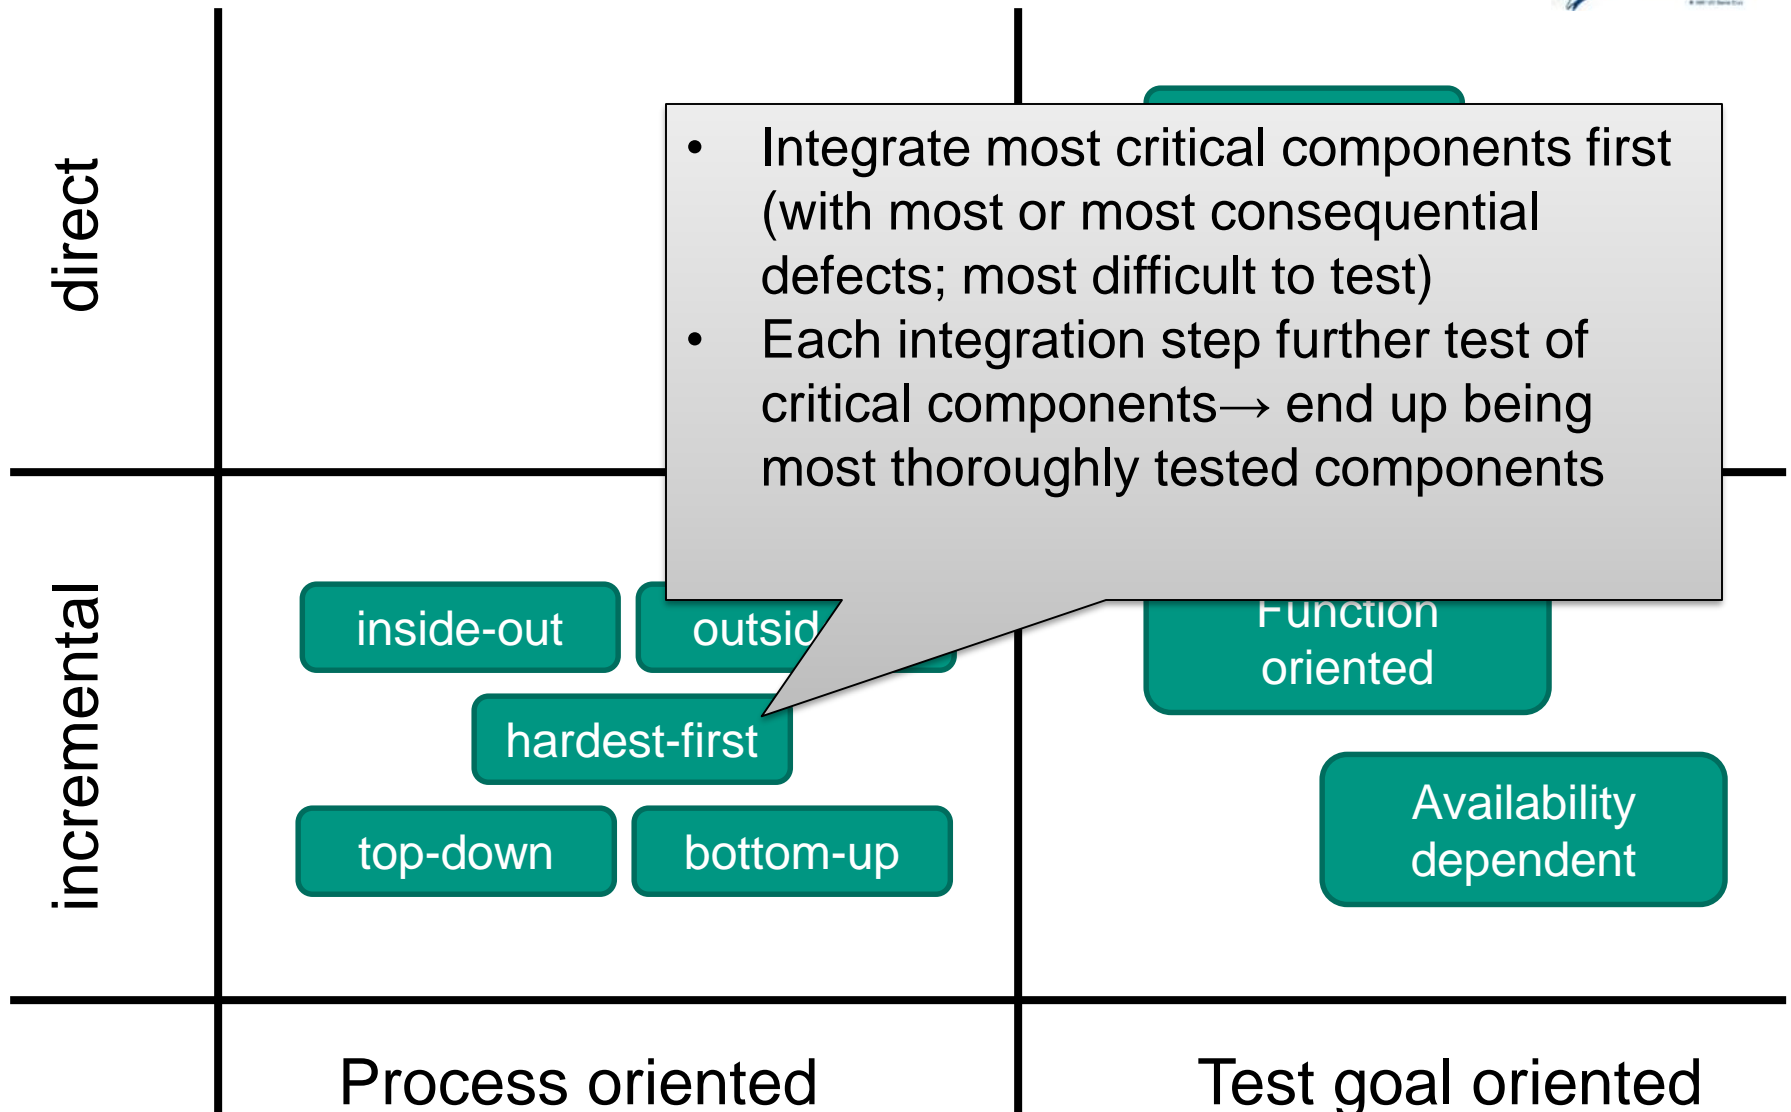 direct
• Integrate most critical components first
(with most or most consequential
defects; most difficult to test)
• Each integration step further test of
critical components→ end up being
most thoroughly tested components
incremental
inside-out
outsid
Function
oriented
hardest-first
Availability
dependent
top-down
bottom-up
Process oriented
Test goal oriented